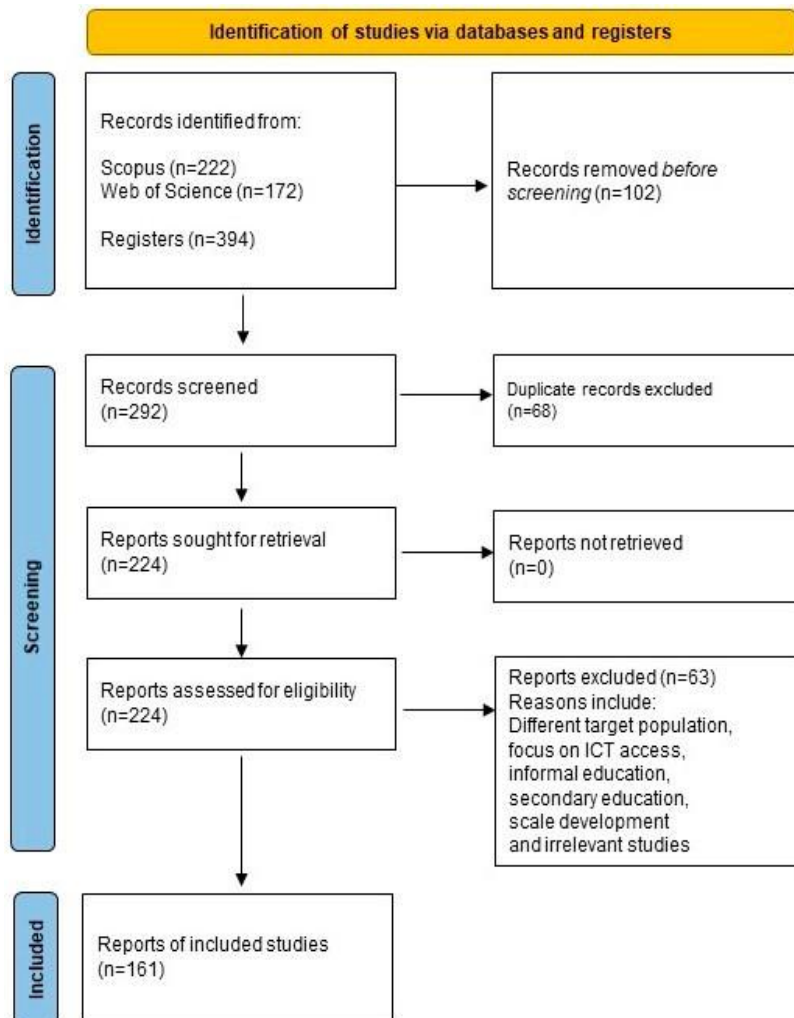 Identification of studies via databases and registers
Identification
Records identified from:
Scopus (n=222)
Web of Science (n=172)
Registers (n=394)
Records removed before
screening (n=102)
Screening
Records screened
(n=292)
Duplicate records excluded
(n=68)
Reports sought for retrieval
(n=224)
Reports not retrieved
(n=0)
Reports assessed for eligibility
(n=224)
Reports excluded (n=63)
Reasons include:
Different target population,
focus on ICT access,
informal education,
secondary education,
scale development
and irrelevant studies
Included
Reports of included studies
(n=161)